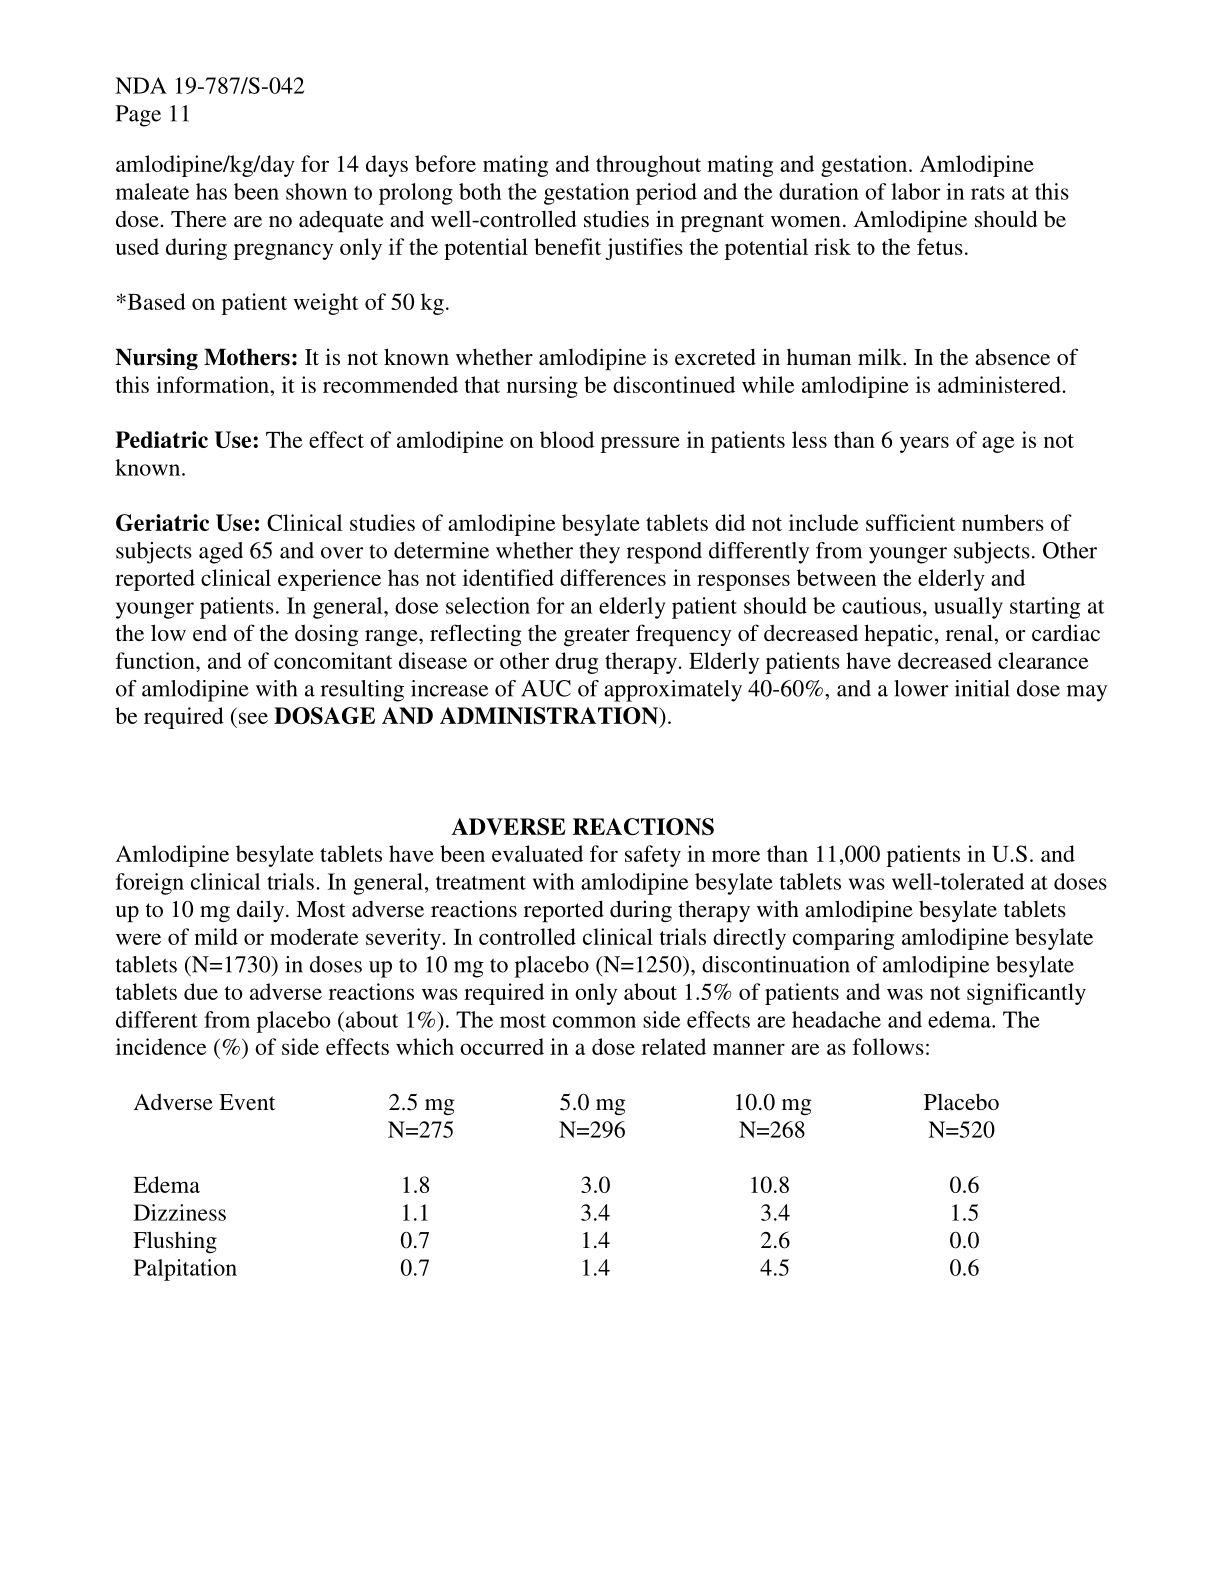 NDA 19-787/S-042
Page 11
amlodipine/kg/day for 14 days before mating and throughout mating and gestation. Amlodipine
maleate has been shown to prolong both the gestation period and the duration of labor in rats at this
dose. There are no adequate and well-controlled studies in pregnant women. Amlodipine should be
used during pregnancy only if the potential benefit justifies the potential risk to the fetus.
*Based on patient weight of 50 kg.
Nursing Mothers: It is not known whether amlodipine is excreted in human milk. In the absence of
this information, it is recommended that nursing be discontinued while amlodipine is administered.
Pediatric Use: The effect of amlodipine on blood pressure in patients less than 6 years of age is not
known.
Geriatric Use: Clinical studies of amlodipine besylate tablets did not include sufficient numbers of
subjects aged 65 and over to determine whether they respond differently from younger subjects. Other
reported clinical experience has not identified differences in responses between the elderly and
younger patients. In general, dose selection for an elderly patient should be cautious, usually starting at
the low end of the dosing range, reflecting the greater frequency of decreased hepatic, renal, or cardiac
function, and of concomitant disease or other drug therapy. Elderly patients have decreased clearance
of amlodipine with a resulting increase of AUC of approximately 40-60%, and a lower initial dose may
be required (see DOSAGE AND ADMINISTRATION).
ADVERSE REACTIONS
Amlodipine besylate tablets have been evaluated for safety in more than 11,000 patients in U.S. and
foreign clinical trials. In general, treatment with amlodipine besylate tablets was well-tolerated at doses
up to 10 mg daily. Most adverse reactions reported during therapy with amlodipine besylate tablets
were of mild or moderate severity. In controlled clinical trials directly comparing amlodipine besylate
tablets (N=1730) in doses up to 10 mg to placebo (N=1250), discontinuation of amlodipine besylate
tablets due to adverse reactions was required in only about 1.5% of patients and was not significantly
different from placebo (about 1%). The most common side effects are headache and edema. The
incidence (%) of side effects which occurred in a dose related manner are as follows:
Adverse Event 2.5 mg 5.0 mg 10.0 mg Placebo
N=275 N=296 N=268 N=520
Edema 1.8 3.0 10.8 0.6
Dizziness 1.1 3.4 3.4 1.5
Flushing 0.7 1.4 2.6 0.0
Palpitation 0.7 1.4 4.5 0.6